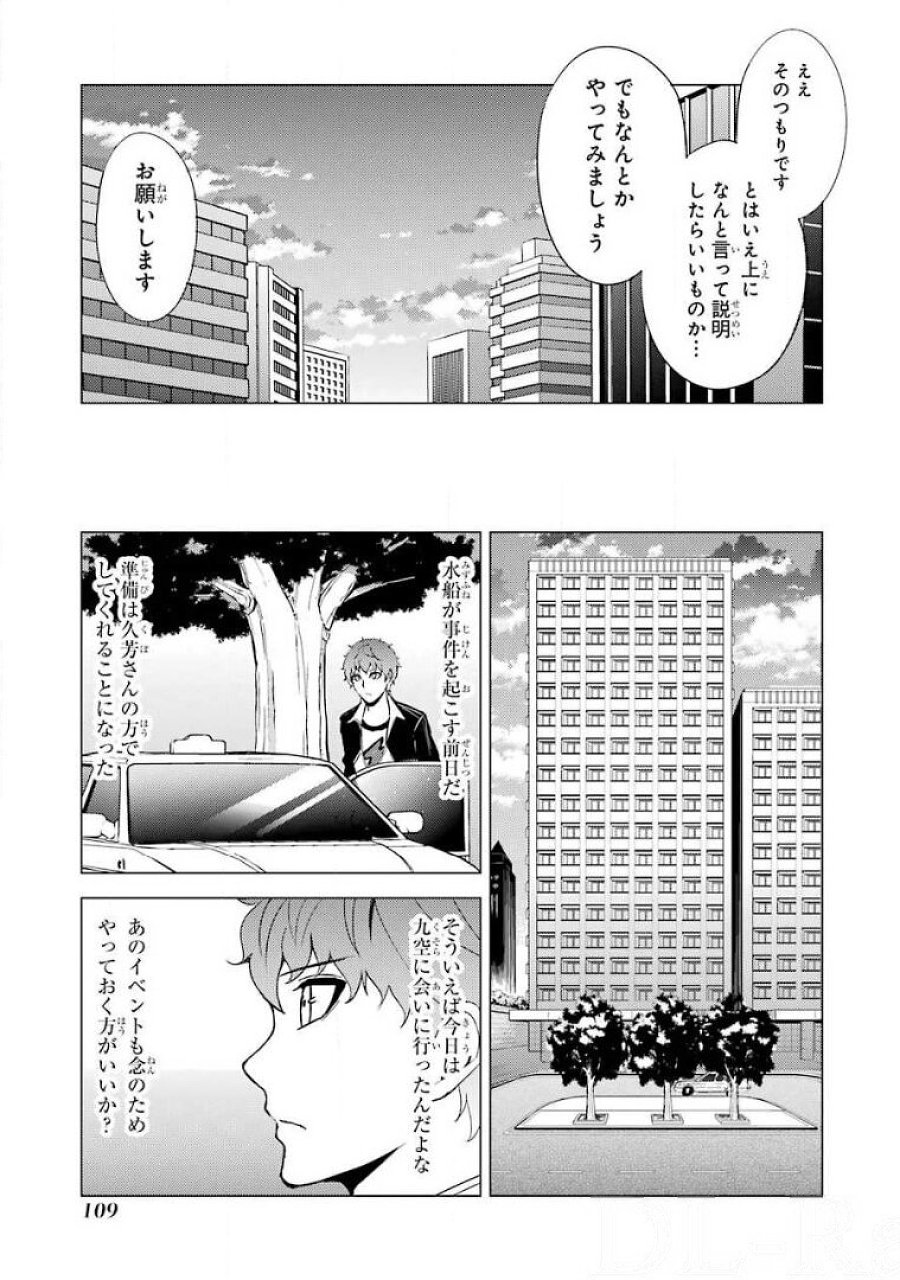 ええ
そのつもりです
とはいえ上に
なんと言って説明
したらいいものか…
でもなんとか
やってみましょう
お願いします
水船が事件を起こす前日だ
準備は久芳さんの方で
してくれることになった
そういえば今日は
九空に会いに行ったんだよな
あのイベントも念のため
やっておく方がいいか?
109